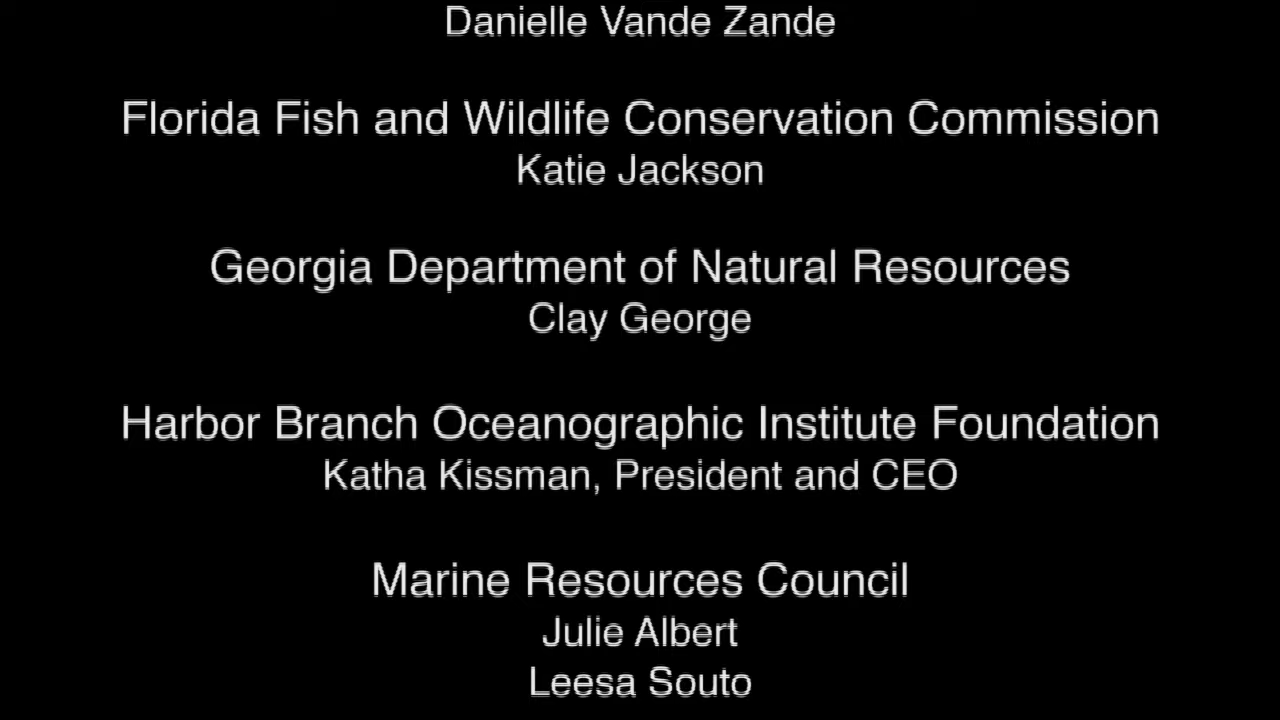 Danielle Vande Zande
Florida Fish and Wildlife Conservation Commission
Katie Jackson
Georgia Department of Natural Resources
Clay George
Harbor Branch Oceanographic Institute Foundation
Katha Kissman, President and CEO
Marine Resources Council
Julie Albert
Leesa Souto